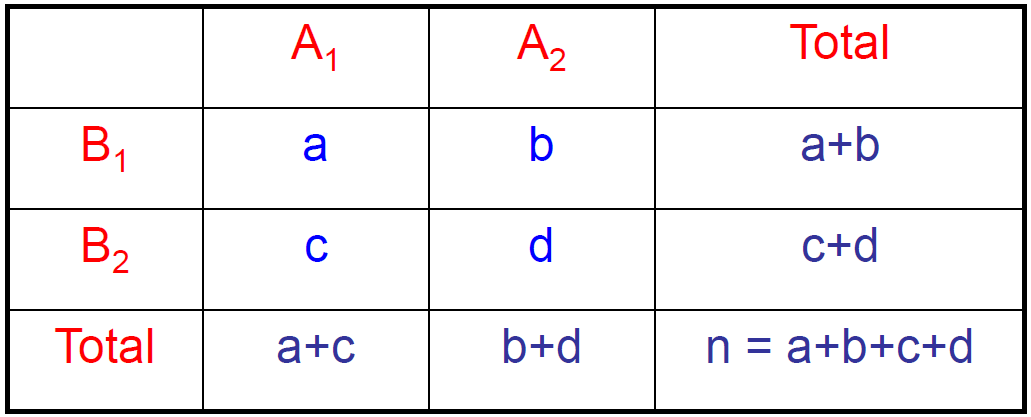 A₁ A₂ Total
B₁ a b a+b
B₂ c d c+d
Total a+c b+d n = a+b+c+d